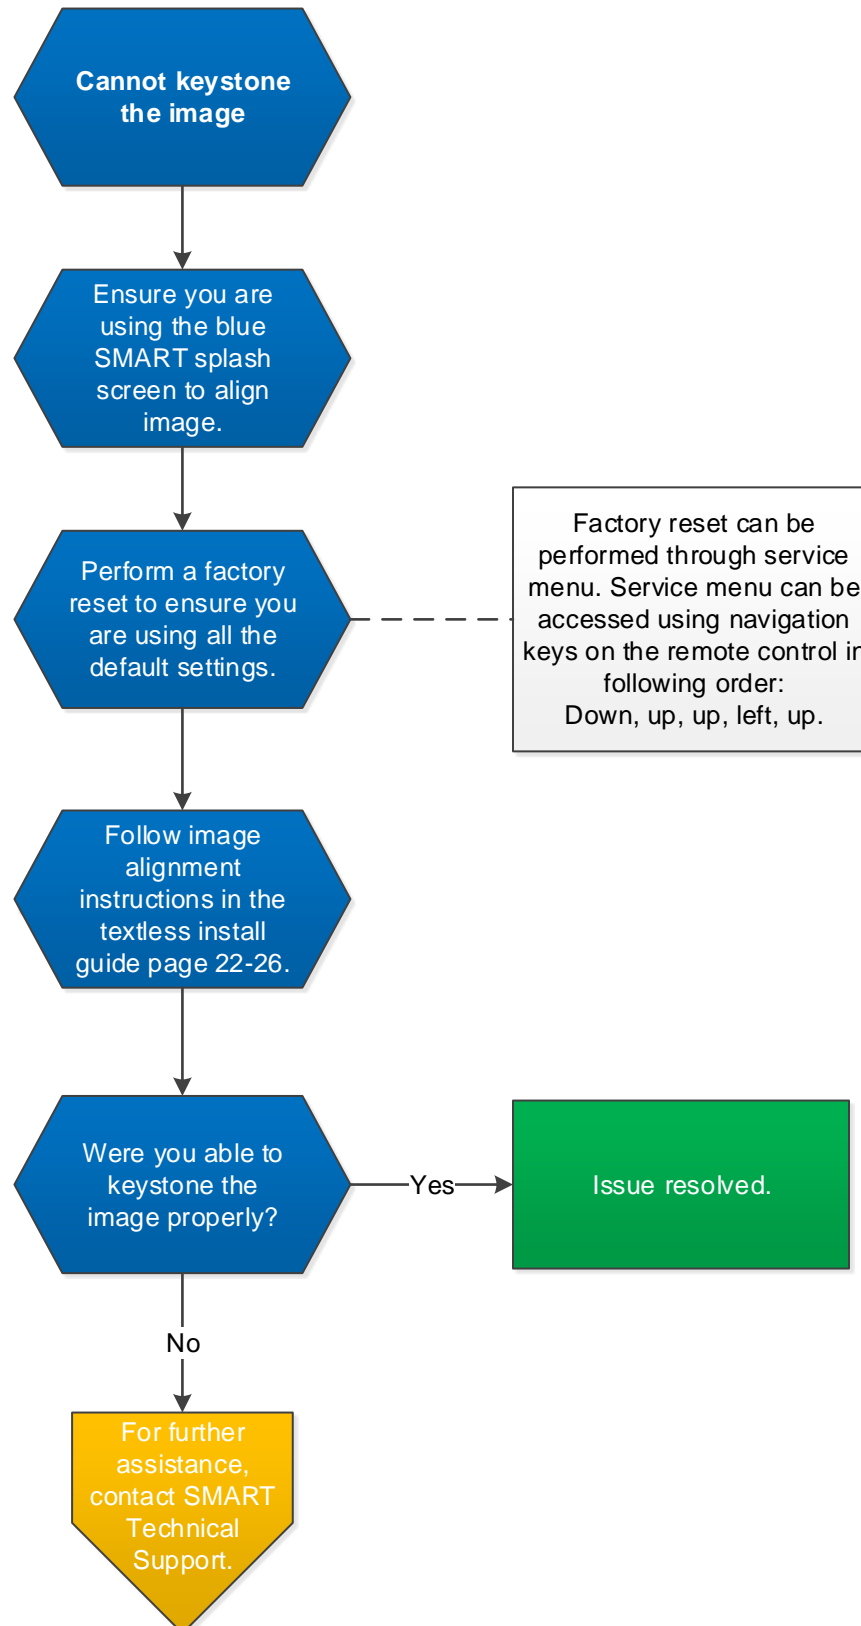 Cannot keystone
the image
Ensure you are
using the blue
SMART splash
screen to align
image.
Perform a factory
reset to ensure you
are using all the
default settings.
Factory reset can be
performed through service
menu. Service menu can be
accessed using navigation
keys on the remote control in
following order:
Down, up, up, left, up.
Follow image
alignment
instructions in the
textless install
guide page 22-26.
Were you able to
keystone the
image properly?
Yes
Issue resolved.
No
For further
assistance,
contact SMART
Technical
Support.